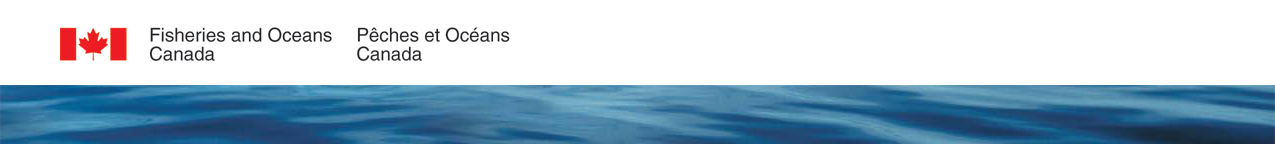 Fisheries and Oceans
Canada
Pêches et Océans
Canada